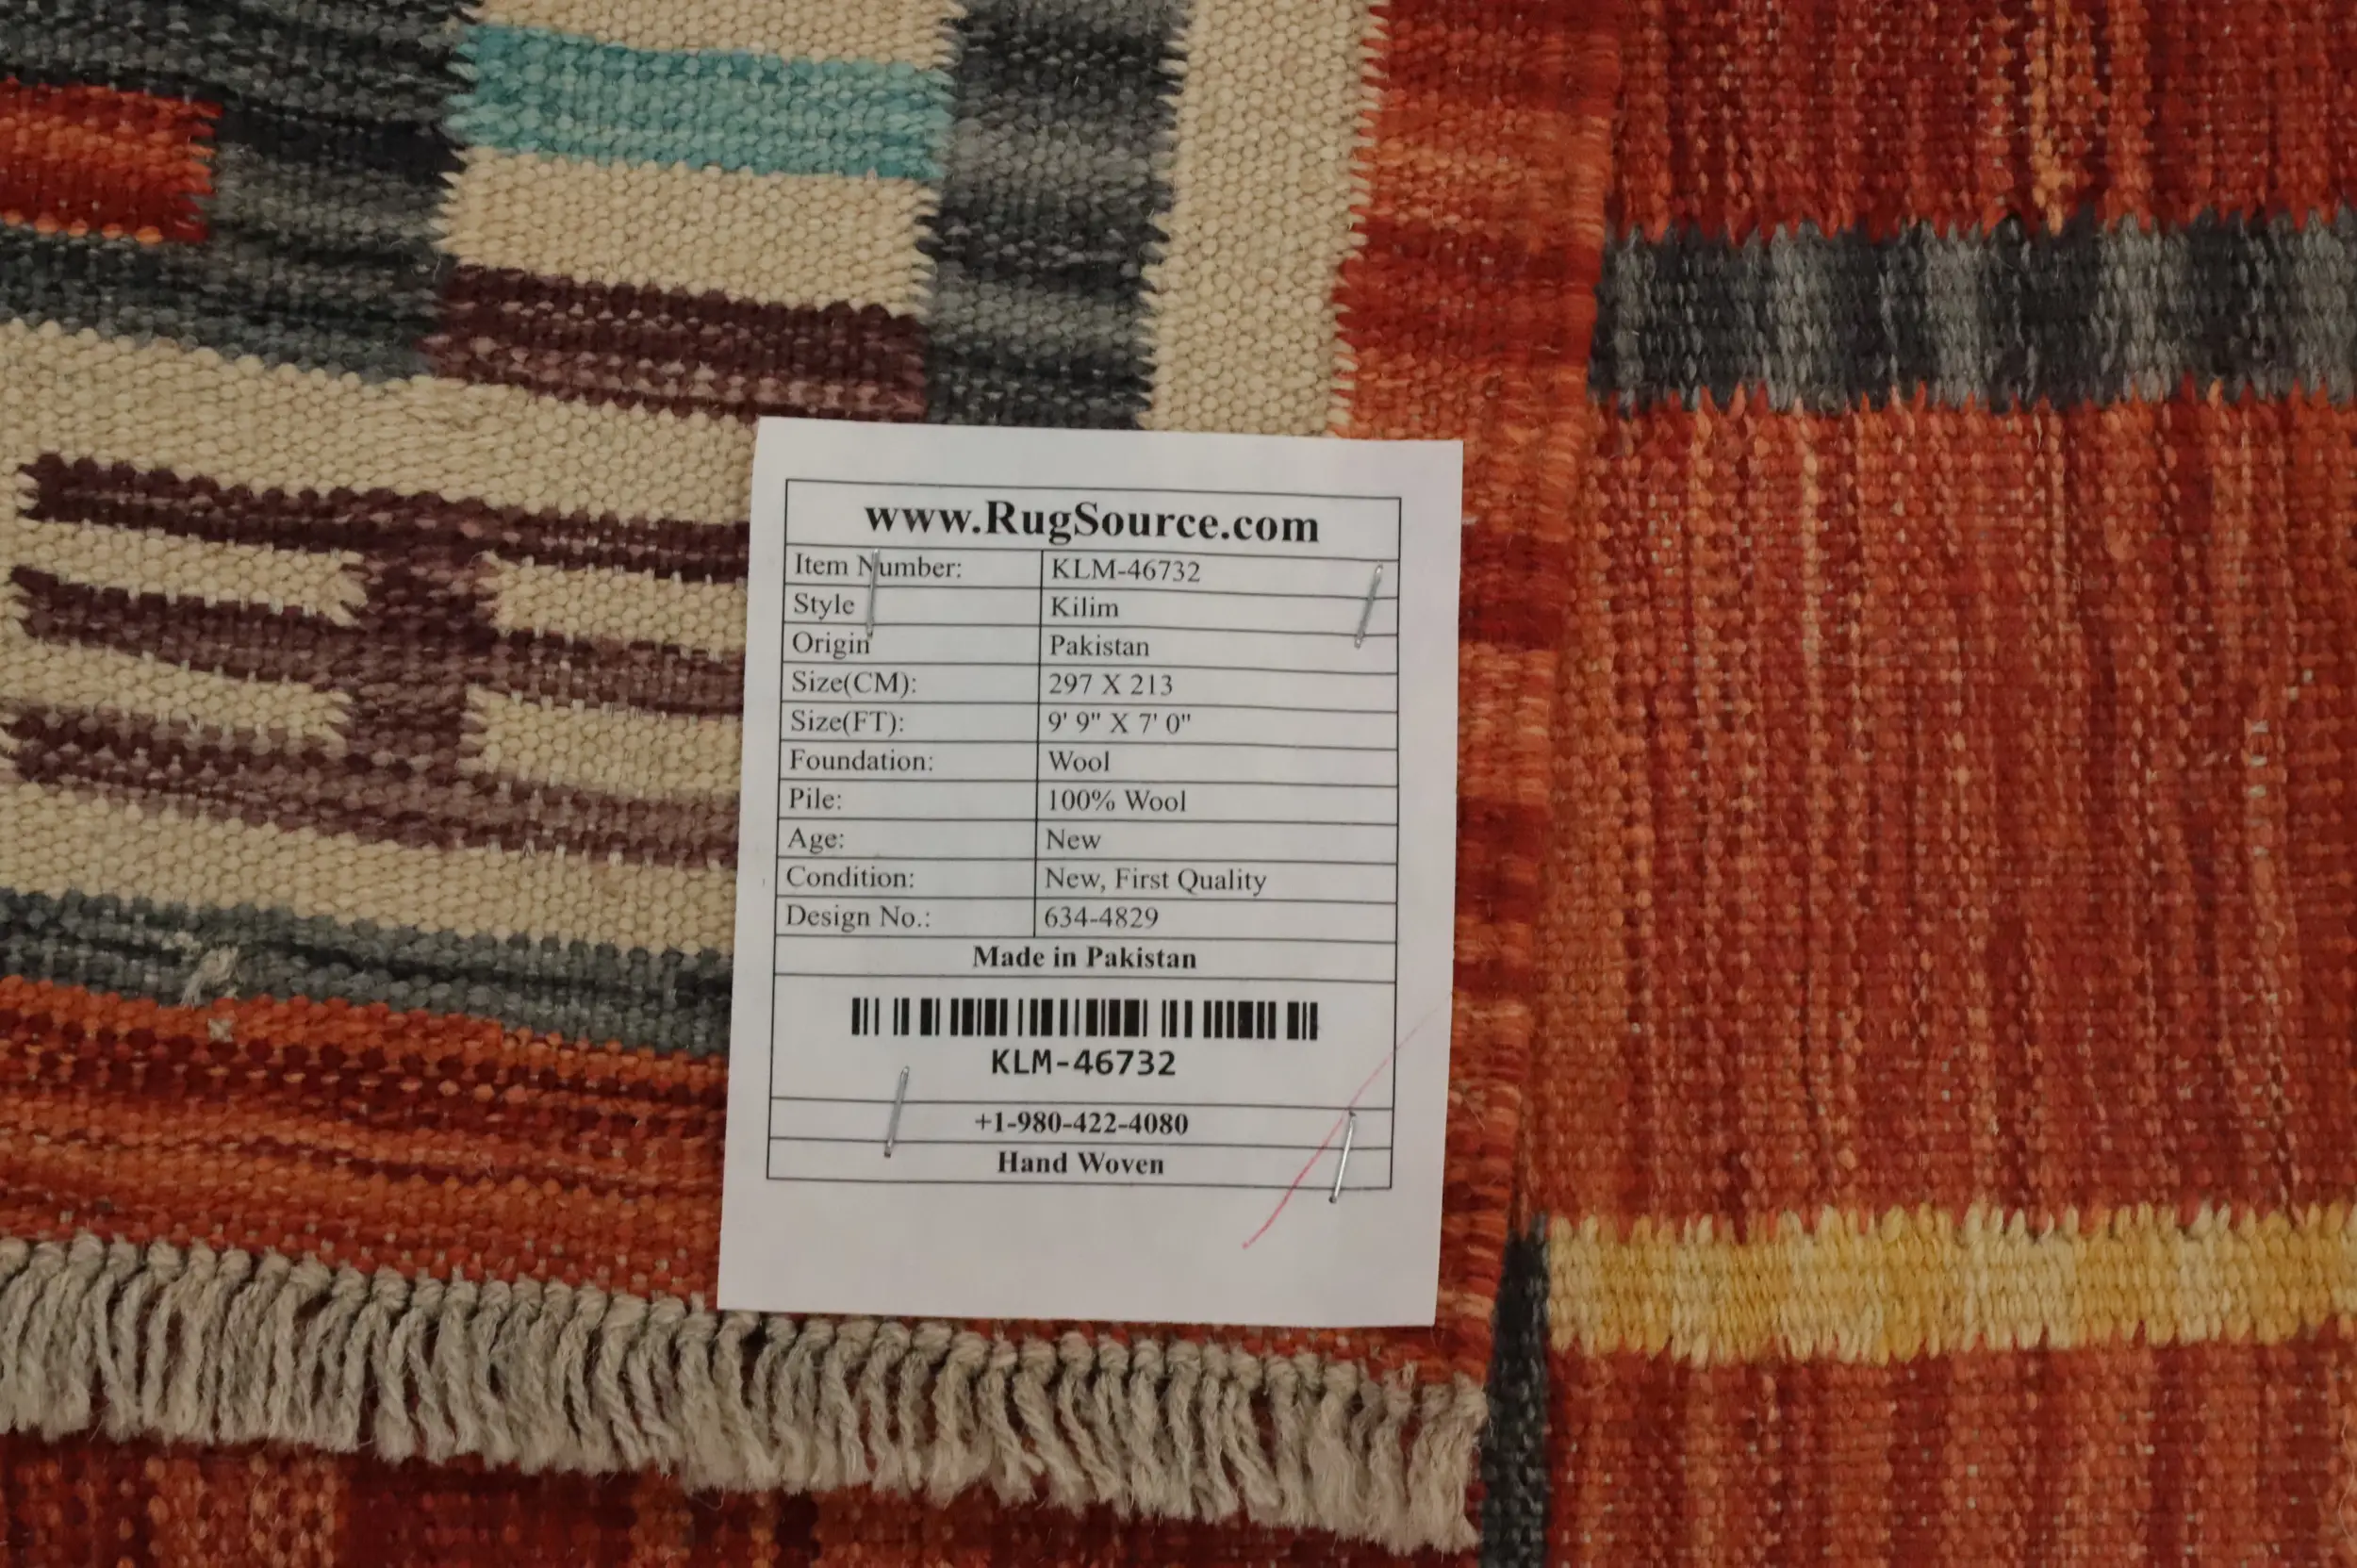 www.RugSource.com
Item Number: KLM-46732
Style Kilim
Origin Pakistan
Size(CM): 297 X 213
Size(FT): 9' 9" X 7' 0"
Foundation: Wool
Pile: 100% Wool
Age: New
Condition: New, First Quality
Design No.: 634-4829
Made in Pakistan
KLM-46732
+1-980-422-4080
Hand Woven